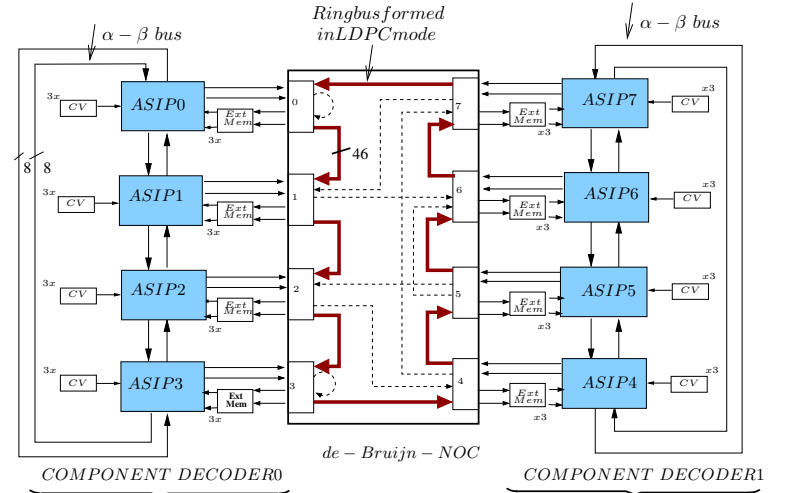 Ringbusformed
inLDPCmode
α − β bus
α − β bus
3x
CV
ASIP0
Ext
Mem
3x
0
7
Ext
Mem
x3
ASIP7
x3
CV
46
8
8
3x
CV
ASIP1
Ext
Mem
3x
1
6
Ext
Mem
x3
ASIP6
x3
CV
3x
CV
ASIP2
Ext
Mem
3x
2
5
Ext
Mem
x3
ASIP5
x3
CV
3x
CV
ASIP3
Ext
Mem
3x
3
4
Ext
Mem
x3
ASIP4
x3
CV
de − Bruijn − NOC
COMPONENT DECODER0
COMPONENT DECODER1